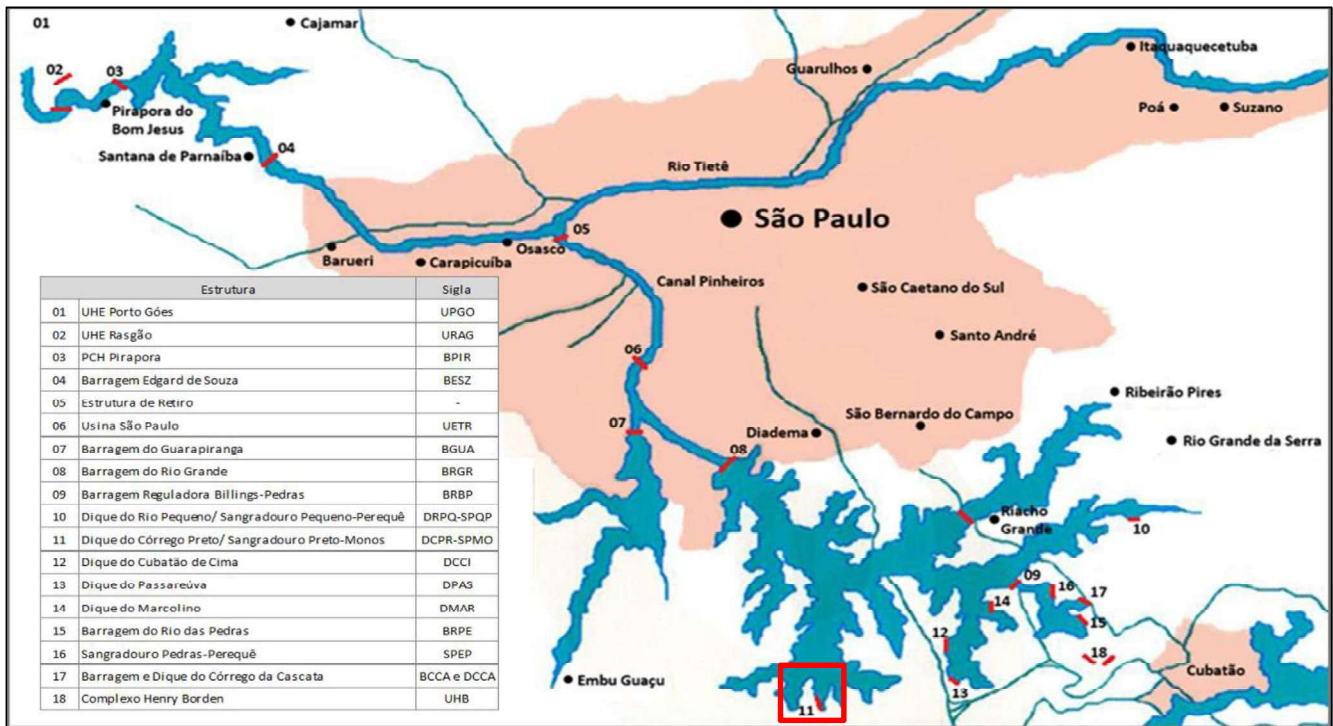 01
Cajamar
02
03
Pirapora do
Bom Jesus
Santana de Parnaíba
04
Guarulhos
Itaquaquecetuba
Poá
Suzano
Rio Tietê
São Paulo
05
Osasco
Barueri
Carapicuíba
Canal Pinheiros
São Caetano do Sul
Santo André
06
Ribeirão Pires
07
Diadema
São Bernardo do Campo
Rio Grande da Serra
08
Riacho
Grande
10
09
16
17
14
15
12
18
13
Cubatão
Embu Guaçu
11
Estrutura Sigla
01 UHE Porto Góes UPGO
02 UHE Rasgão URAG
03 PCH Pirapora BPIR
04 Barragem Edgard de Souza BESZ
05 Estrutura de Retiro -
06 Usina São Paulo UETR
07 Barragem do Guarapiranga BGUA
08 Barragem do Rio Grande BRGR
09 Barragem Reguladora Billings-Pedras BRBP
10 Dique do Rio Pequeno/ Sangradouro Pequeno-Perequê DRPQ-SPQP
11 Dique do Córrego Preto/ Sangradouro Preto-Monos DCPR-SPMO
12 Dique do Cubatão de Cima DCCI
13 Dique do Passareúva DPAS
14 Dique do Marcolino DMAR
15 Barragem do Rio das Pedras BRPE
16 Sangradouro Pedras-Perequê SPEP
17 Barragem e Dique do Córrego da Cascata BCCA e DCCA
18 Complexo Henry Borden UHB